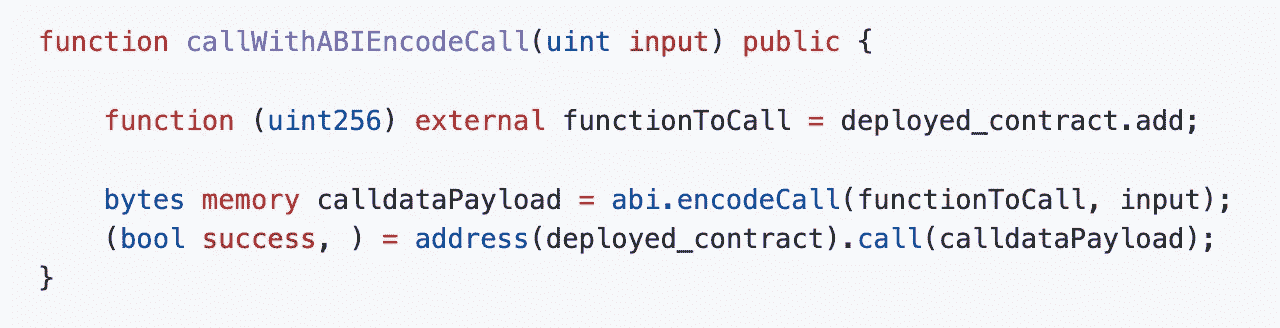 function callWithABIEncodeCall(uint input) public {
function (uint256) external functionToCall = deployed_contract.add;
bytes memory calldataPayload = abi.encodeCall(functionToCall, input);
(bool success, ) = address(deployed_contract).call(calldataPayload);
}